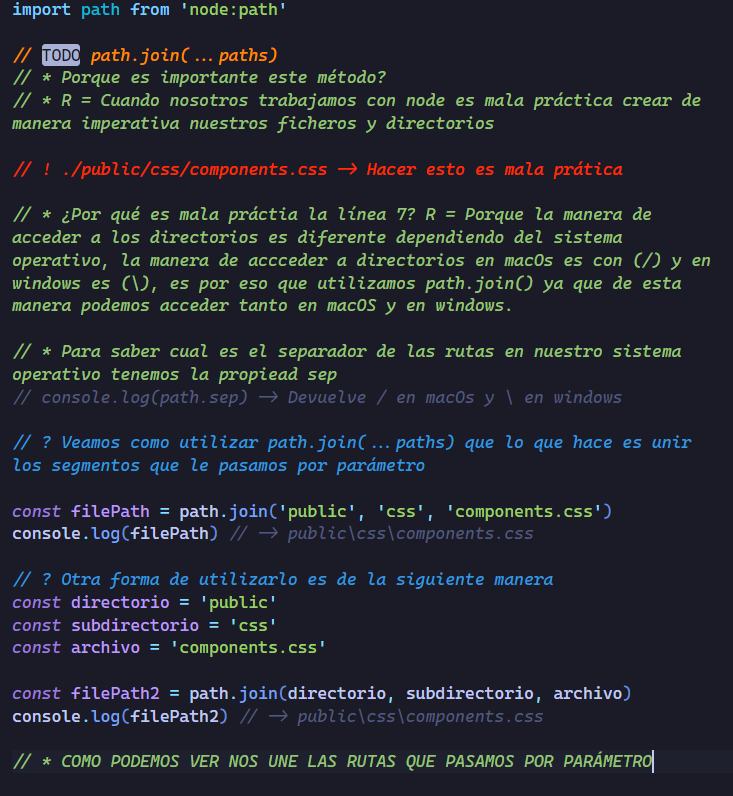 import path from 'node:path'
// TODO path.join(...paths)
// * Porque es importante este método?
// * R = Cuando nosotros trabajamos con node es mala práctica crear de
manera imperativa nuestros ficheros y directorios
// ! ./public/css/components.css -> Hacer esto es mala prática
// * ¿Por qué es mala práctia la línea 7? R = Porque la manera de
acceder a los directorios es diferente dependiendo del sistema
operativo, la manera de accceder a directorios en macOs es con (/) y en
windows es (\), es por eso que utilizamos path.join() ya que de esta
manera podemos acceder tanto en macOS y en windows.
// * Para saber cual es el separador de las rutas en nuestro sistema
operativo tenemos la propiead sep
// console.log(path.sep) -> Devuelve / en macOs y \ en windows
// ? Veamos como utilizar path.join(...paths) que lo que hace es unir
los segmentos que le pasamos por parámetro
const filePath = path.join('public', 'css', 'components.css')
console.log(filePath) // -> public\css\components.css
// ? Otra forma de utilizarlo es de la siguiente manera
const directorio = 'public'
const subdirectorio = 'css'
const archivo = 'components.css'
const filePath2 = path.join(directorio, subdirectorio, archivo)
console.log(filePath2) // -> public\css\components.css
// * COMO PODEMOS VER NOS UNE LAS RUTAS QUE PASAMOS POR PARÁMETRO